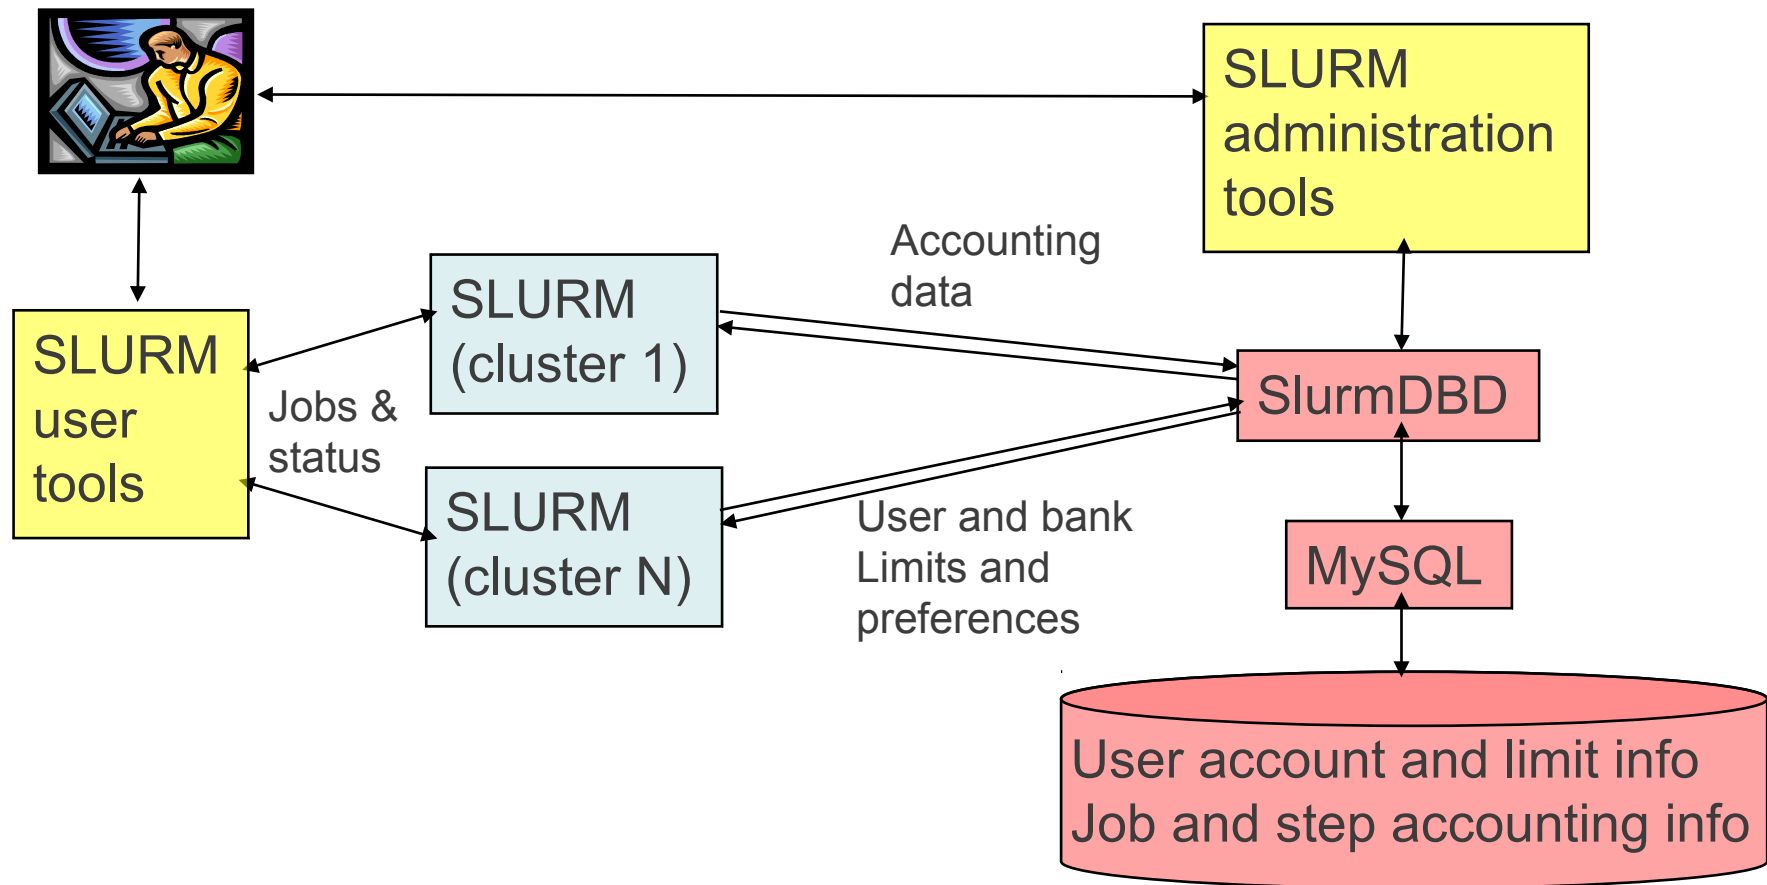 SLURM
administration
tools
Accounting
data
SLURM
(cluster 1)
SLURM
user
tools
Jobs &
status
SlurmDBD
SLURM
(cluster N)
User and bank
Limits and
preferences
MySQL
User account and limit info
Job and step accounting info